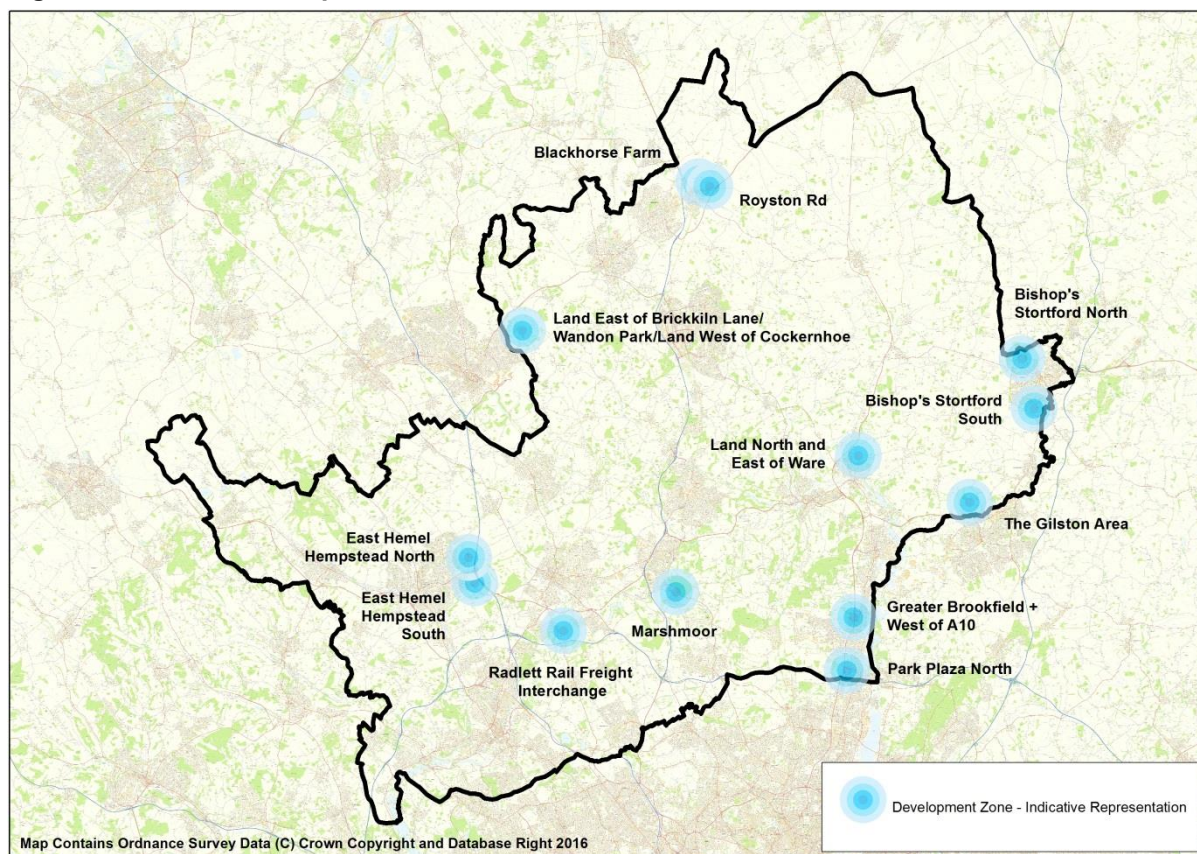 Blackhorse Farm
Royston Rd
Land East of Brickkiln Lane/
Wandon Park/Land West of Cockernhoe
Bishop's
Stortford North
Bishop's Stortford
South
Land North and
East of Ware
The Gilston Area
East Hemel
Hempstead North
East Hemel
Hempstead
South
Marshmoor
Greater Brookfield +
West of A10
Radlett Rail Freight
Interchange
Park Plaza North
Development Zone - Indicative Representation
Map Contains Ordnance Survey Data (C) Crown Copyright and Database Right 2016